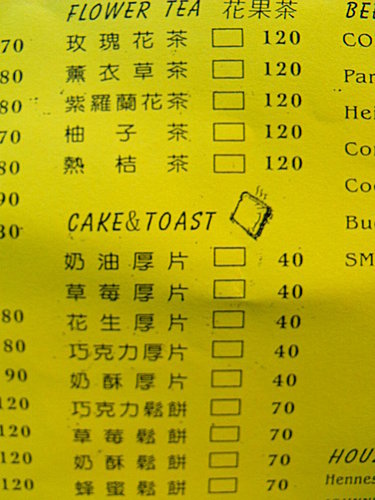 FLOWER TEA 花果茶
玫瑰花茶 120
薰衣草茶 120
紫羅蘭花茶 120
柚子茶 120
熱桔茶 120
CAKE&TOAST
奶油厚片 40
草莓厚片 40
花生厚片 40
巧克力厚片 40
奶酥厚片 40
巧克力鬆餅 70
草莓鬆餅 70
奶酥鬆餅 70
蜂蜜鬆餅 70
70
80
80
70
80
90
80
80
90
120
120
120
120
BE
CO
Par
Hei
Co
Bu
SM
HOU
Hennes